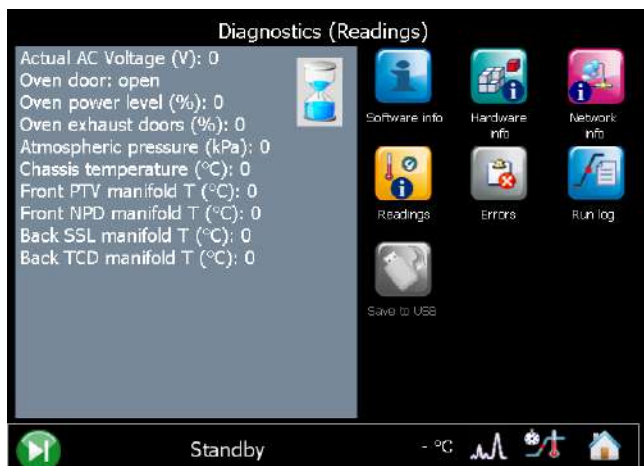 Diagnostics (Readings)
Actual AC Voltage (V): 0
Oven door: open
Oven power level (%): 0
Oven exhaust doors (%): 0
Atmospheric pressure (kPa): 0
Chassis temperature (°C): 0
Front PTV manifold T (°C): 0
Front NPD manifold T (°C): 0
Back SSL manifold T (°C): 0
Back TCD manifold T (°C): 0
Software info
Hardware
info
Network
info
Readings
Errors
Run log
Save to USB
Standby
- °C